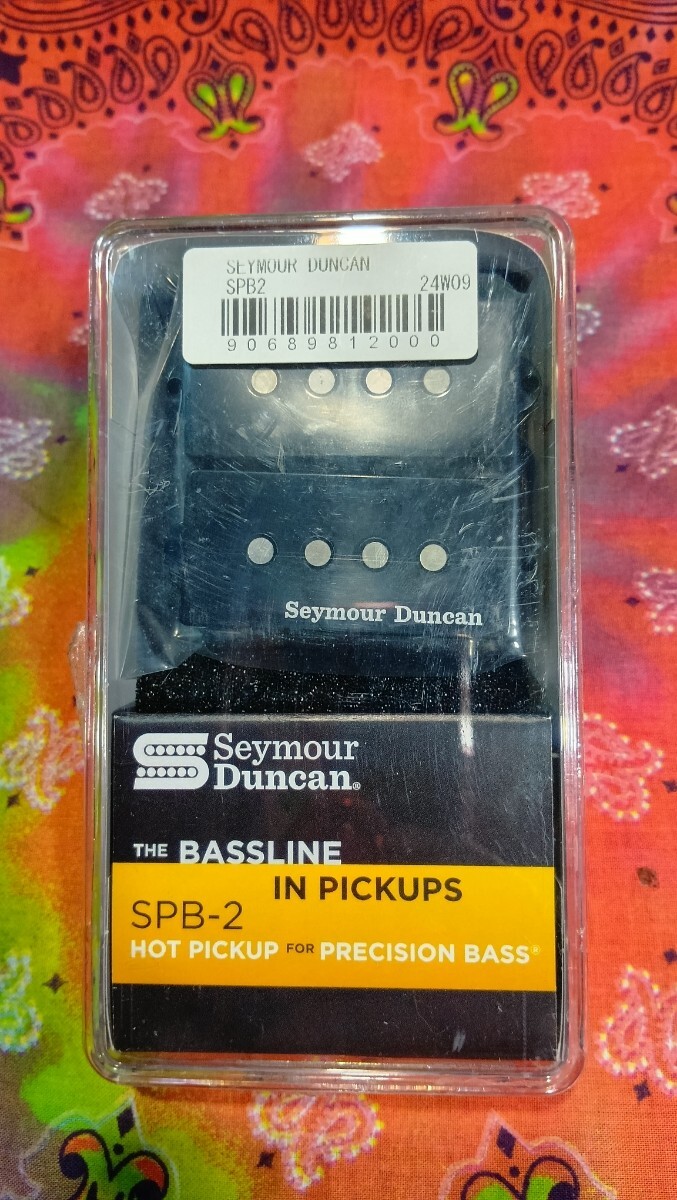 SEYMOUR DUNCAN
SPB2 24W09
90689812000
Seymour Duncan
Seymour
Duncan®
THE BASSLINE
IN PICKUPS
SPB-2
HOT PICKUP FOR PRECISION BASS®